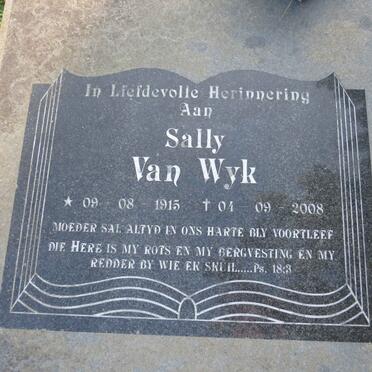 In Liefdevolle Herinnering
Aan
Sally
Van Wyk
★ 09 - 08 - 1915 ✝ 04 - 09 - 2008
MOEDER SAL ALTYD IN ONS HARTE BLY VOORTLEEF
DIE HERE IS MY ROTS EN MY BERGVESTING EN MY
REDDER BY WIE EK SKUIL......Ps. 18:3